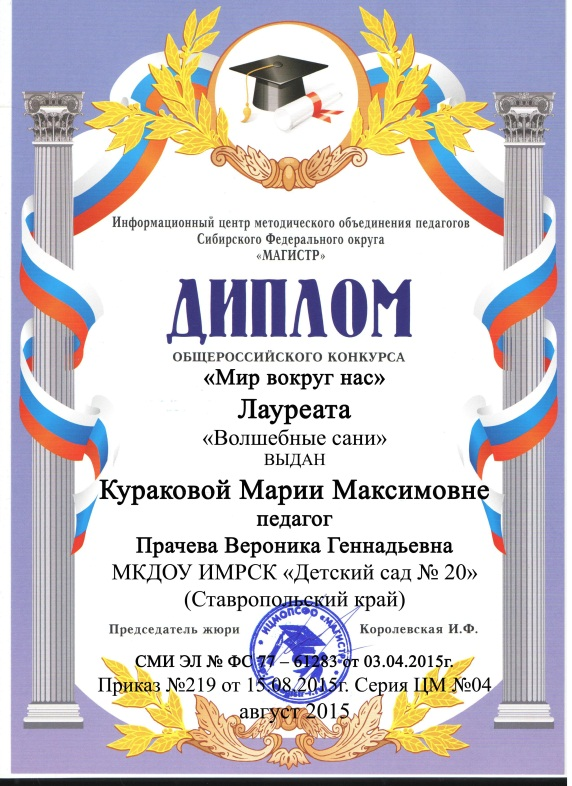 Информационный центр методического объединения педагогов
Сибирского Федерального округа
«МАГИСТР»
ДИПЛОМ
ОБЩЕРОССИЙСКОГО КОНКУРСА
«Мир вокруг нас»
Лауреата
«Волшебные сани»
ВЫДАН
Кураковой Марии Максимовне
педагог
Прачева Вероника Геннадьевна
МКДОУ ИМРСК «Детский сад № 20»
(Ставропольский край)
Председатель жюри Королевская И.Ф.
ИЦМОПСФО «МАГИСТР»
СМИ ЭЛ № ФС 77 – 61283 от 03.04.2015г.
Приказ №219 от 15.08.2015г. Серия ЦМ №04
август 2015